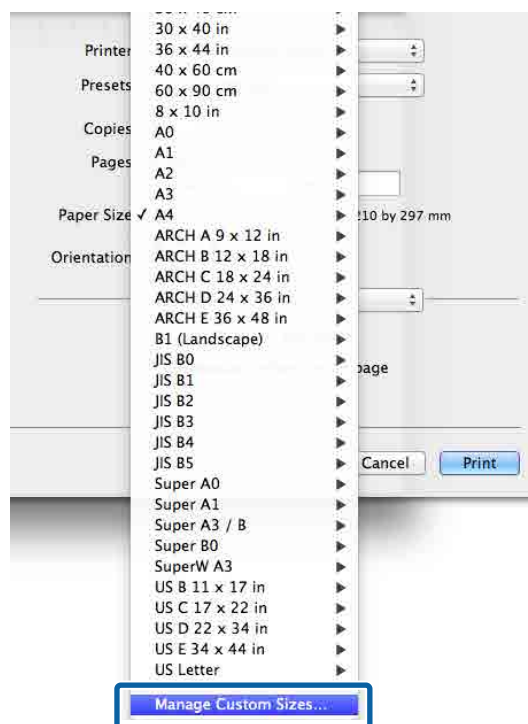 30 x 40 in
Printer
36 x 44 in
40 x 60 cm
Presets
60 x 90 cm
8 x 10 in
Copies
A0
A1
Pages
A2
A3
Paper Size ✓ A4
210 by 297 mm
ARCH A 9 x 12 in
Orientation
ARCH B 12 x 18 in
ARCH C 18 x 24 in
ARCH D 24 x 36 in
ARCH E 36 x 48 in
B1 (Landscape)
JIS B0
page
JIS B1
JIS B2
JIS B3
JIS B4
JIS B5
Cancel
Print
Super A0
Super A1
Super A3 / B
Super B0
SuperW A3
US B 11 x 17 in
US C 17 x 22 in
US D 22 x 34 in
US E 34 x 44 in
US Letter
Manage Custom Sizes...